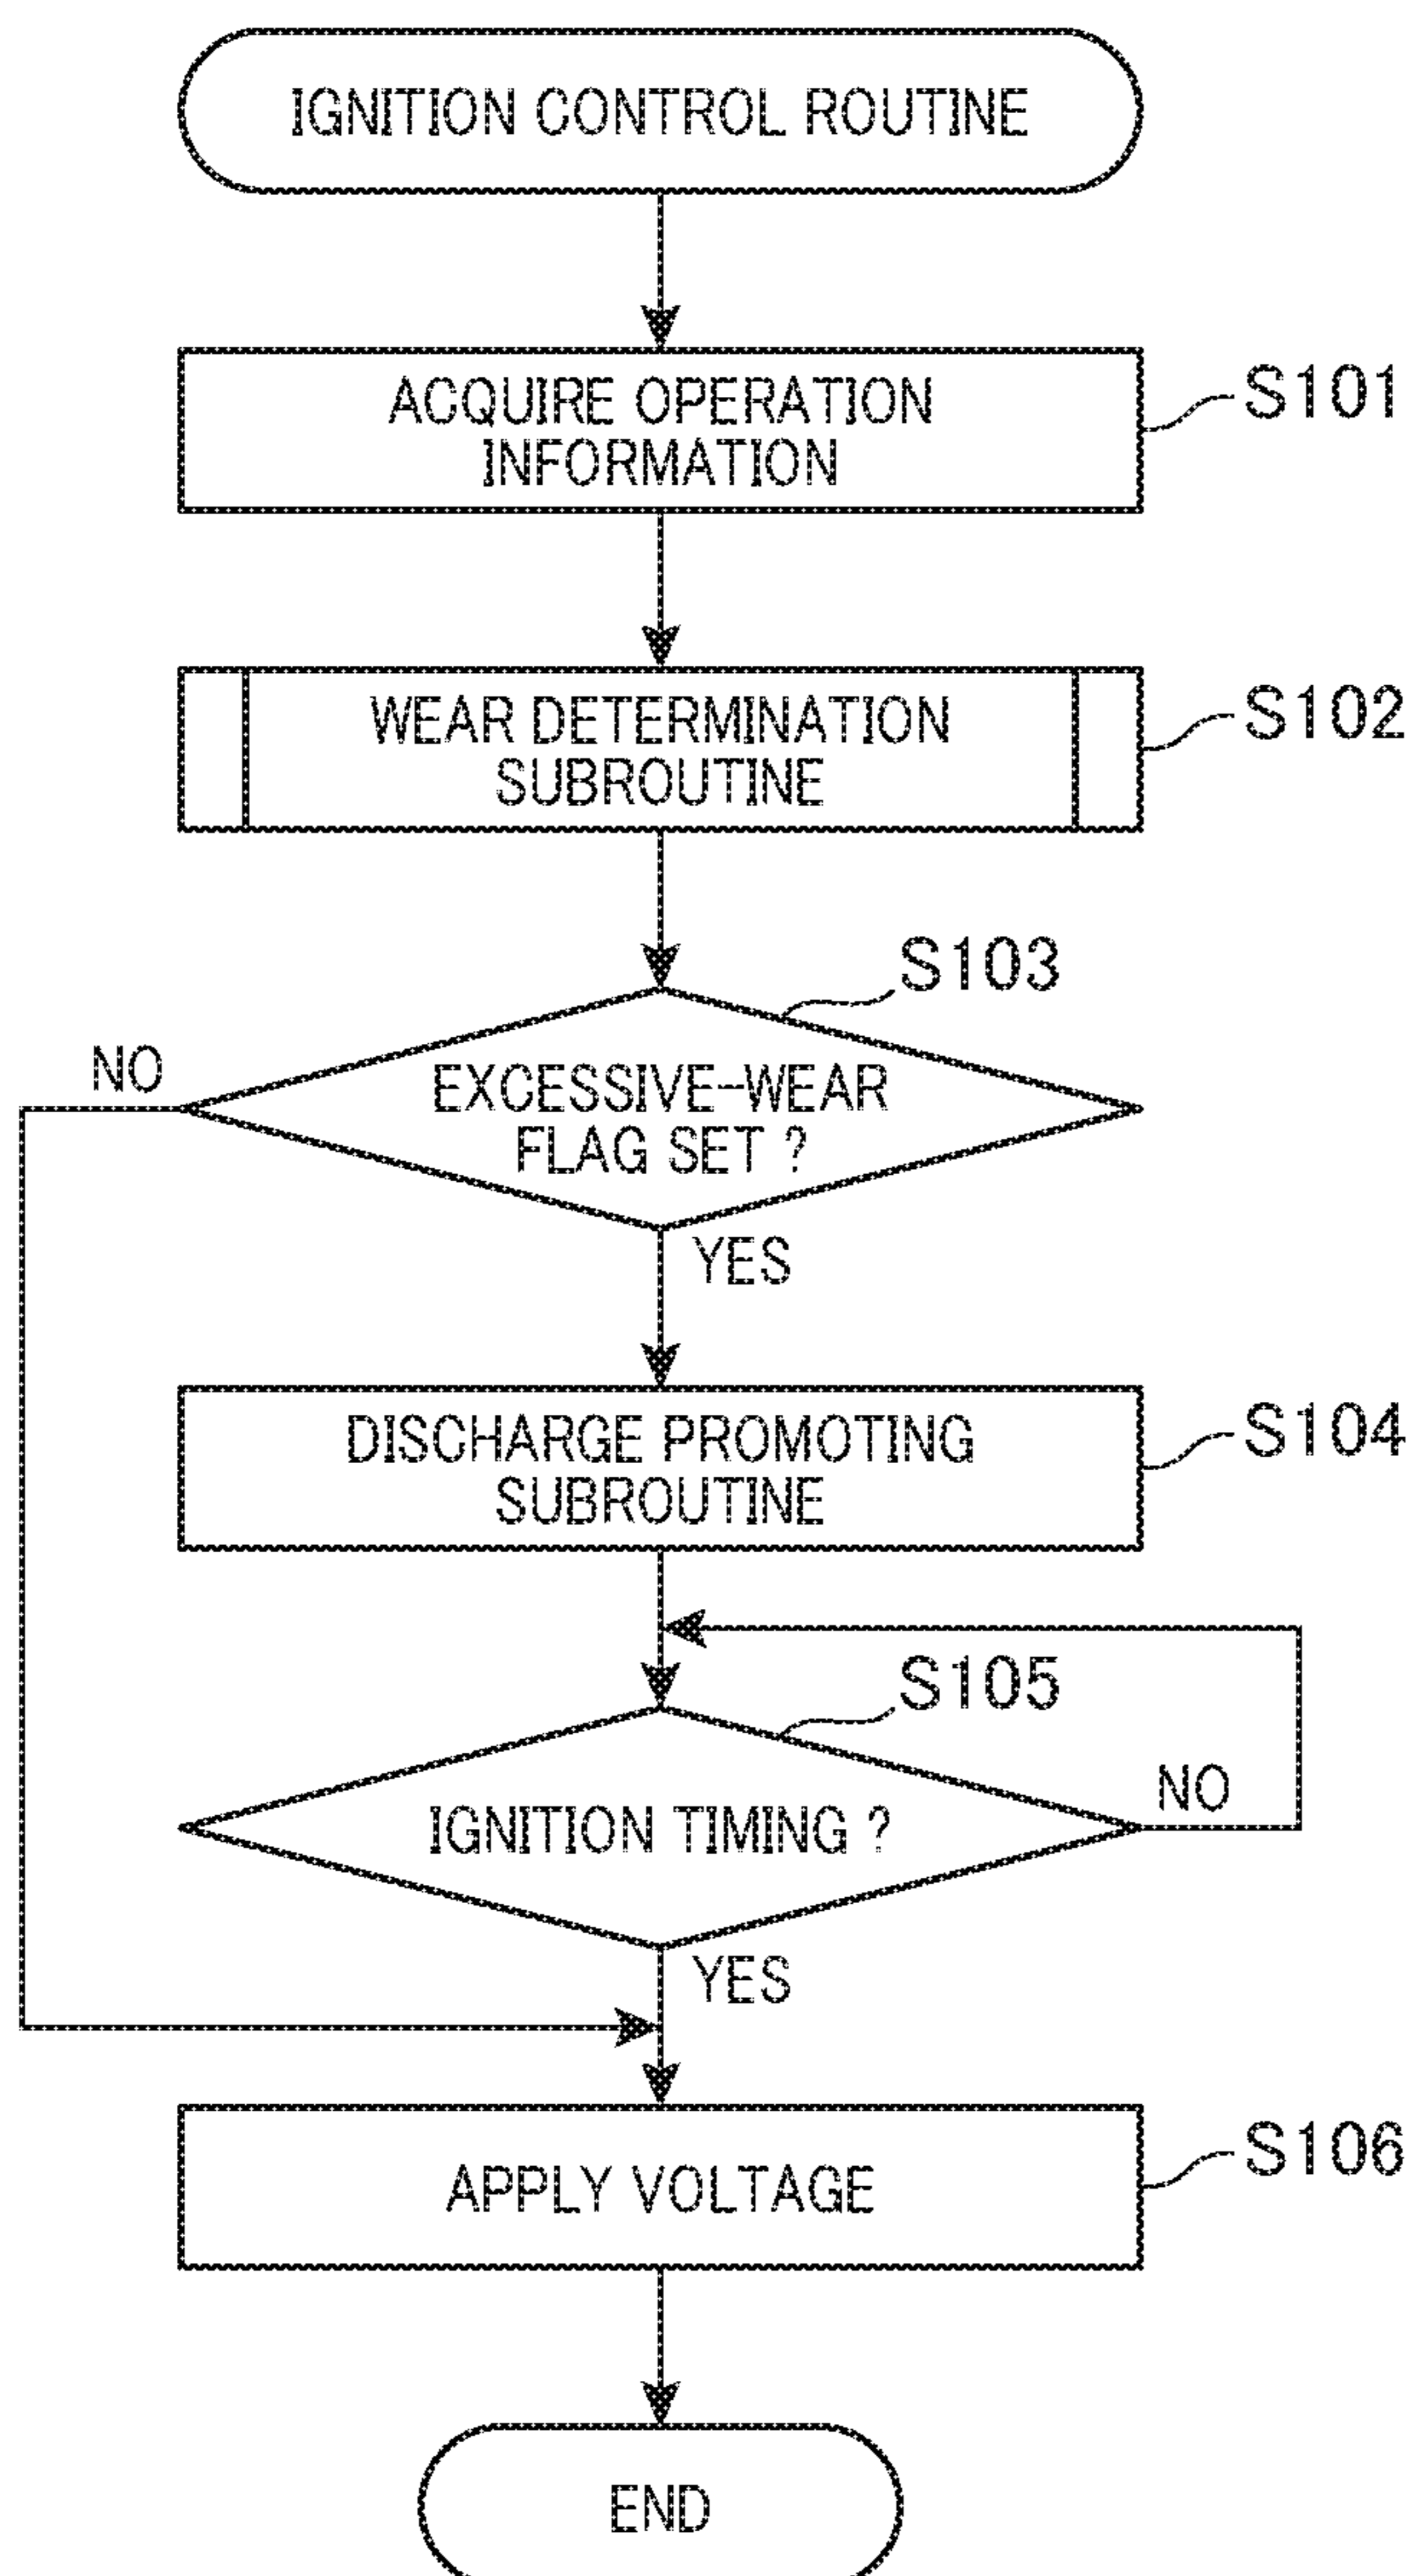 IGNITION CONTROL ROUTINE
ACQUIRE OPERATION
INFORMATION
S101
WEAR DETERMINATION
SUBROUTINE
S102
S103
NO
EXCESSIVE-WEAR
FLAG SET ?
YES
DISCHARGE PROMOTING
SUBROUTINE
S104
S105
NO
IGNITION TIMING ?
YES
APPLY VOLTAGE
S106
END